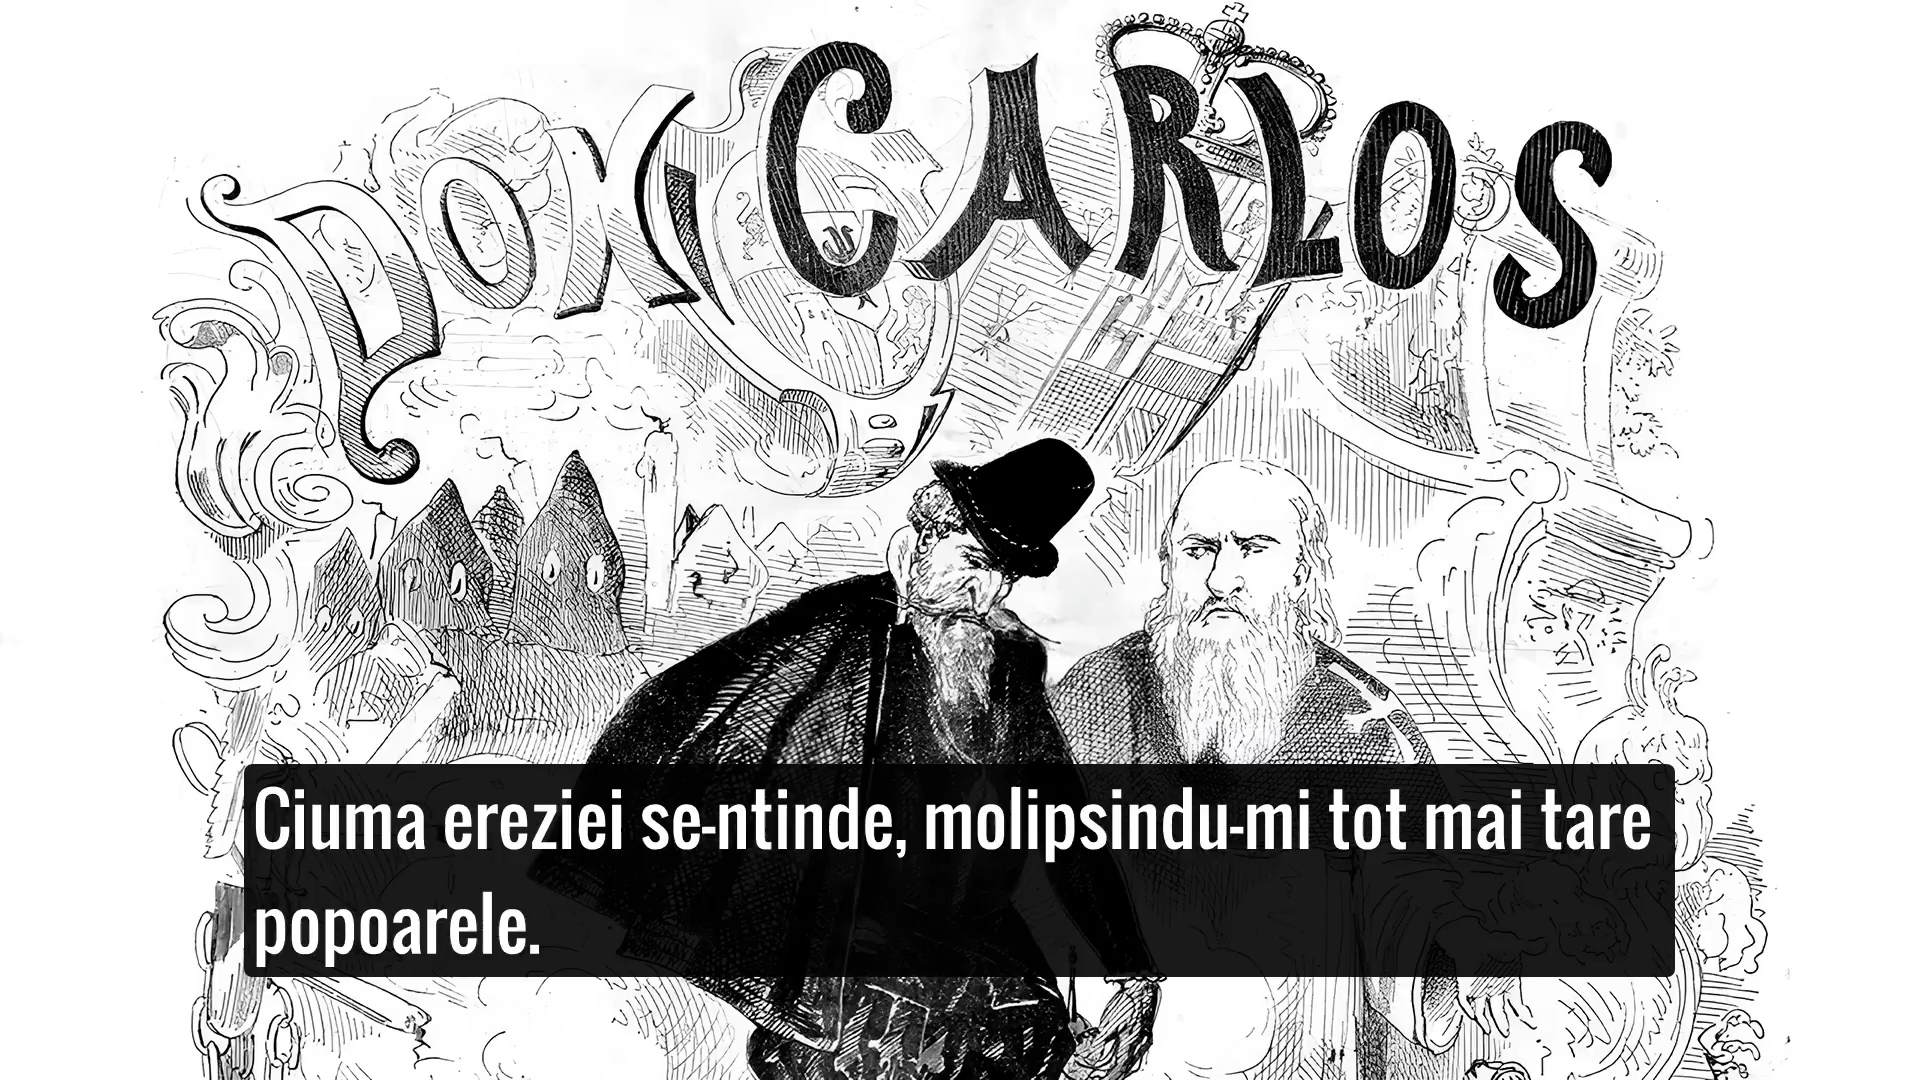 DON CARLOS
Ciuma ereziei se-ntinde, molipsindu-mi tot mai tare
popoarele.